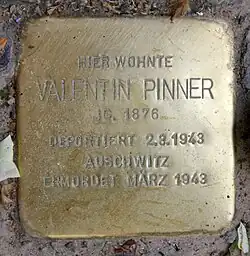 HIER WOHNTE
VALENTIN PINNER
JG. 1876
DEPORTIERT 2.3.1943
AUSCHWITZ
ERMORDET MÄRZ 1943